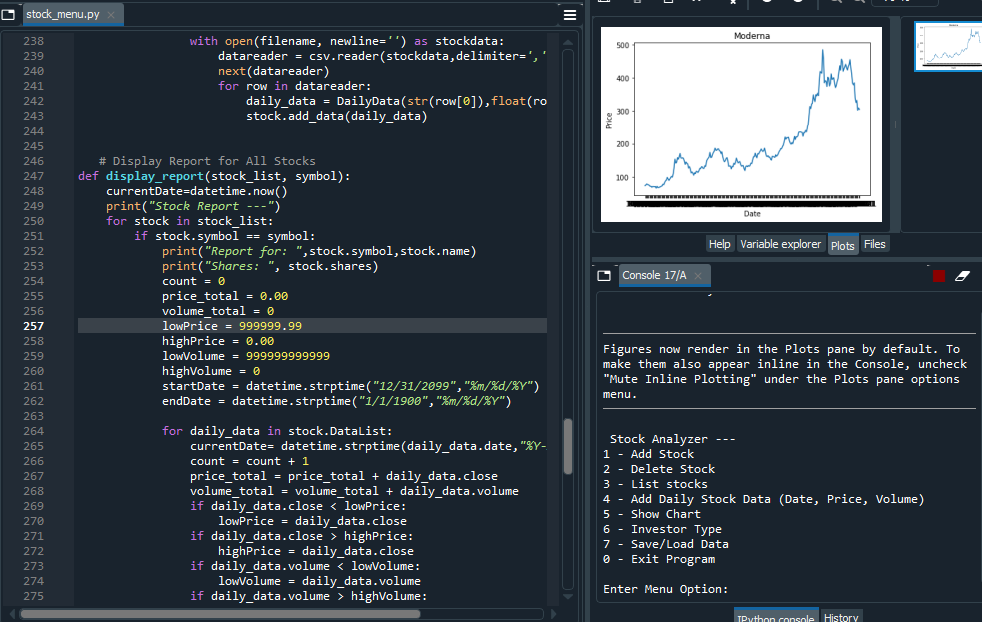 stock_menu.py ×
238 with open(filename, newline='') as stockdata:
239 datareader = csv.reader(stockdata,delimiter=','
240 next(datareader)
241 for row in datareader:
242 daily_data = DailyData(str(row[0]),float(ro
243 stock.add_data(daily_data)
244
245
246 # Display Report for All Stocks
247 def display_report(stock_list, symbol):
248 currentDate=datetime.now()
249 print("Stock Report ---")
250 for stock in stock_list:
251 if stock.symbol == symbol:
252 print("Report for: ",stock.symbol,stock.name)
253 print("Shares: ", stock.shares)
254 count = 0
255 price_total = 0.00
256 volume_total = 0
257 lowPrice = 999999.99
258 highPrice = 0.00
259 lowVolume = 999999999999
260 highVolume = 0
261 startDate = datetime.strptime("12/31/2099","%m/%d/%Y")
262 endDate = datetime.strptime("1/1/1900","%m/%d/%Y")
263
264 for daily_data in stock.DataList:
265 currentDate= datetime.strptime(daily_data.date,"%Y-
266 count = count + 1
267 price_total = price_total + daily_data.close
268 volume_total = volume_total + daily_data.volume
269 if daily_data.close < lowPrice:
270 lowPrice = daily_data.close
271 if daily_data.close > highPrice:
272 highPrice = daily_data.close
273 if daily_data.volume < lowVolume:
274 lowVolume = daily_data.volume
275 if daily_data.volume > highVolume:
Moderna
500
400
300
200
100
Price
Date
Help Variable explorer Plots Files
Console 17/A ×
Figures now render in the Plots pane by default. To
make them also appear inline in the Console, uncheck
"Mute Inline Plotting" under the Plots pane options
menu.
Stock Analyzer ---
1 - Add Stock
2 - Delete Stock
3 - List stocks
4 - Add Daily Stock Data (Date, Price, Volume)
5 - Show Chart
6 - Investor Type
7 - Save/Load Data
0 - Exit Program
Enter Menu Option:
IPython console History